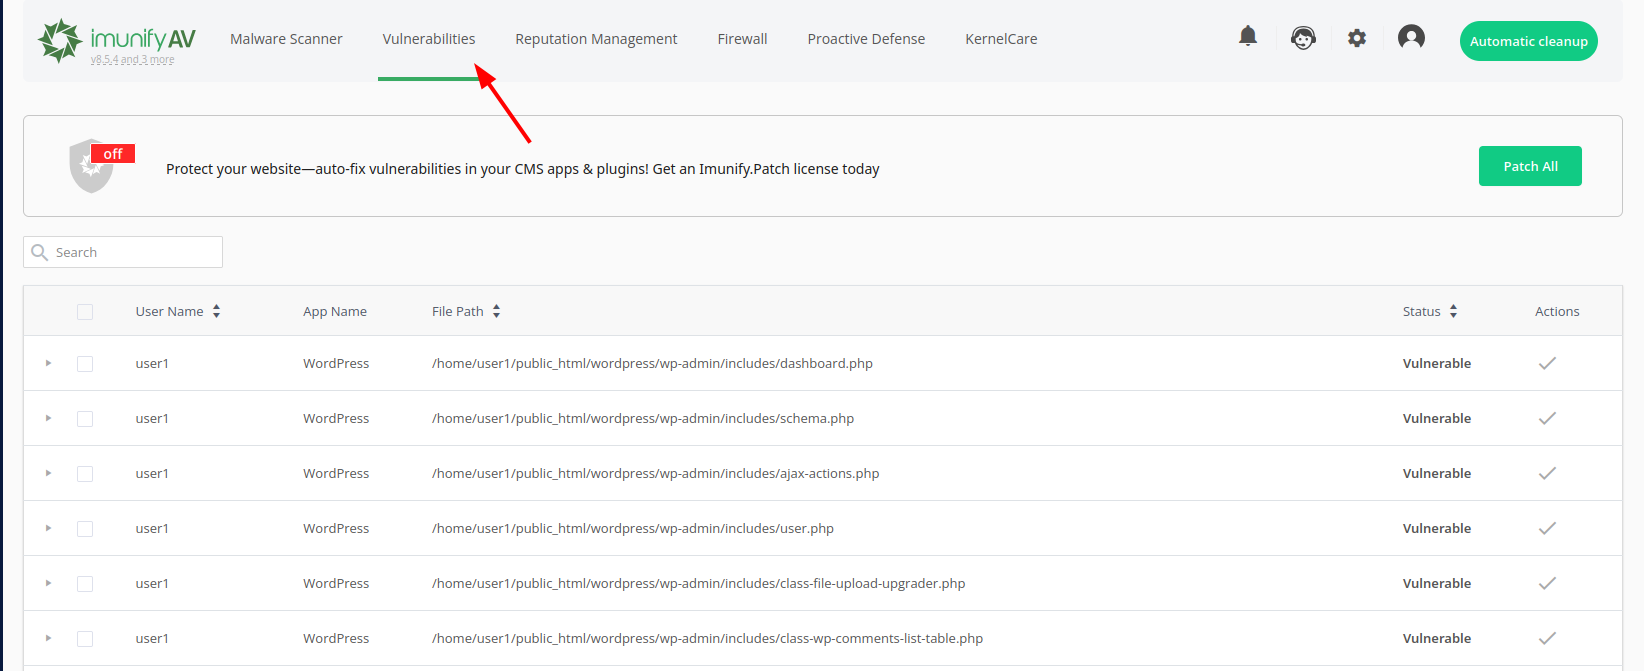 imunifyAV Malware Scanner Vulnerabilities Reputation Management Firewall Proactive Defense KernelCare Automatic cleanup
v8.5.4 and 3 more
off
Protect your website—auto-fix vulnerabilities in your CMS apps & plugins! Get an Imunify.Patch license today Patch All
Search
User Name App Name File Path Status Actions
user1 WordPress /home/user1/public_html/wordpress/wp-admin/includes/dashboard.php Vulnerable
user1 WordPress /home/user1/public_html/wordpress/wp-admin/includes/schema.php Vulnerable
user1 WordPress /home/user1/public_html/wordpress/wp-admin/includes/ajax-actions.php Vulnerable
user1 WordPress /home/user1/public_html/wordpress/wp-admin/includes/user.php Vulnerable
user1 WordPress /home/user1/public_html/wordpress/wp-admin/includes/class-file-upload-upgrader.php Vulnerable
user1 WordPress /home/user1/public_html/wordpress/wp-admin/includes/class-wp-comments-list-table.php Vulnerable